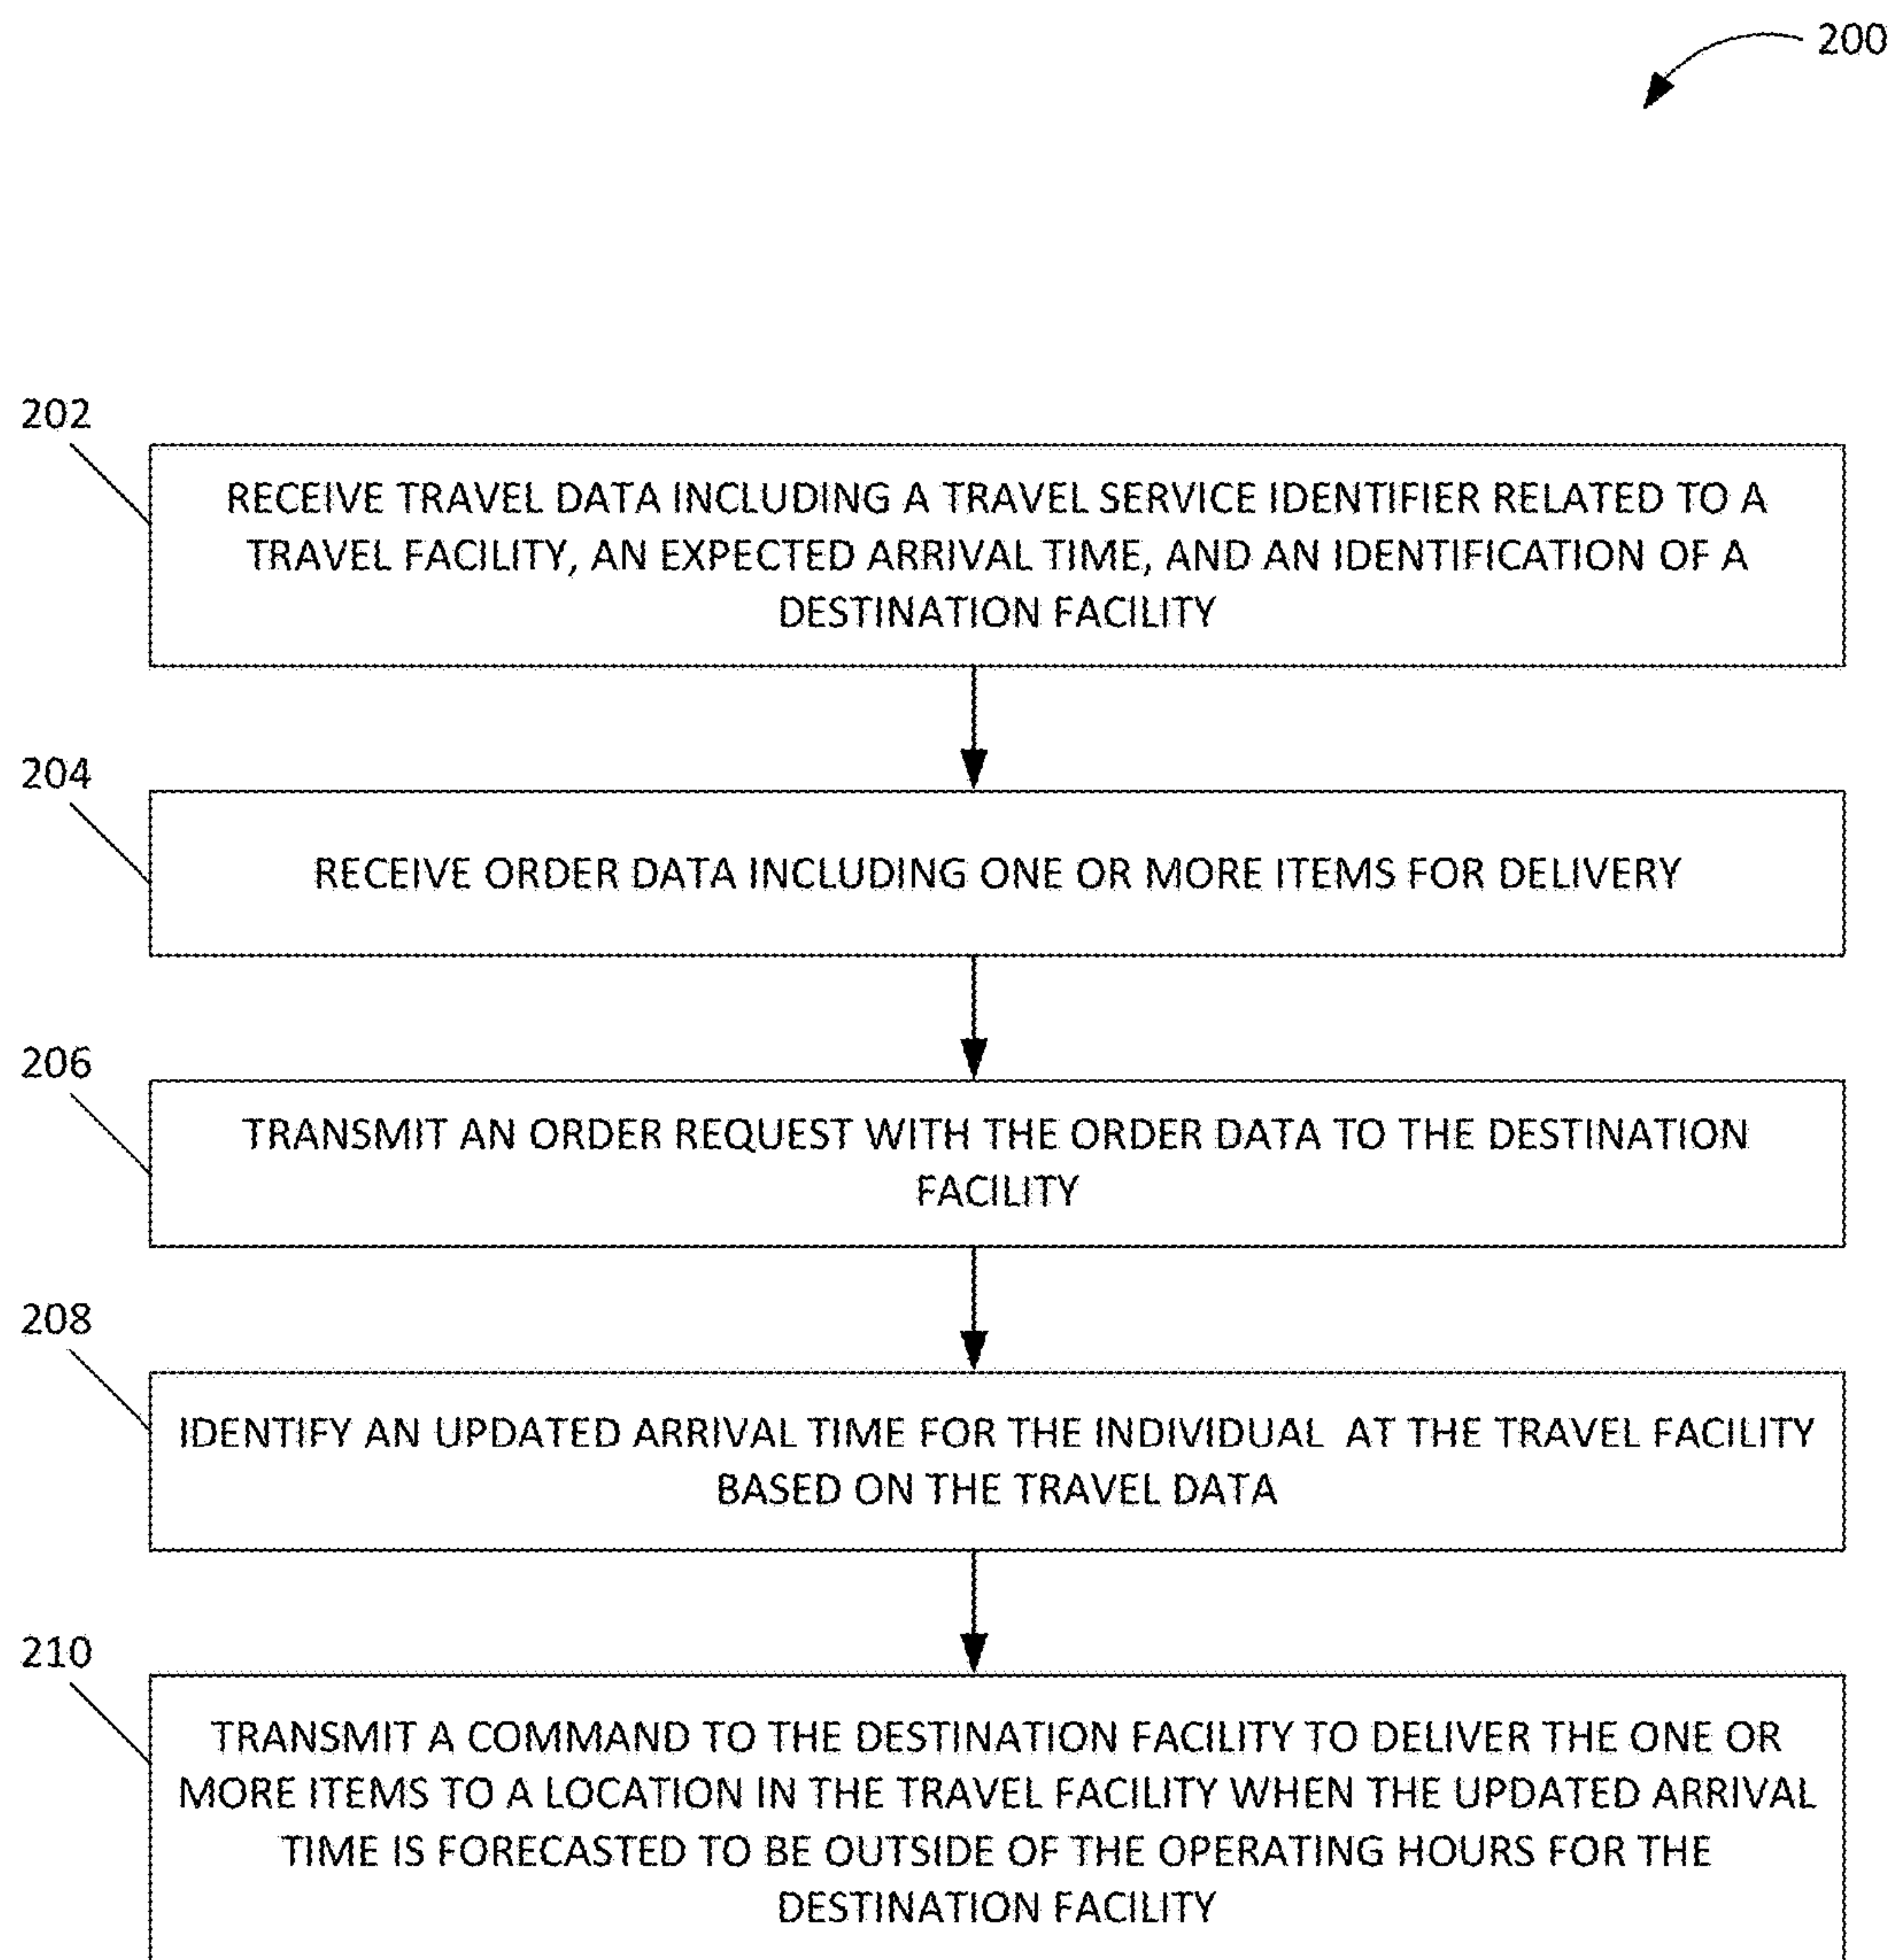 200
202
RECEIVE TRAVEL DATA INCLUDING A TRAVEL SERVICE IDENTIFIER RELATED TO A
TRAVEL FACILITY, AN EXPECTED ARRIVAL TIME, AND AN IDENTIFICATION OF A
DESTINATION FACILITY
204
RECEIVE ORDER DATA INCLUDING ONE OR MORE ITEMS FOR DELIVERY
206
TRANSMIT AN ORDER REQUEST WITH THE ORDER DATA TO THE DESTINATION
FACILITY
208
IDENTIFY AN UPDATED ARRIVAL TIME FOR THE INDIVIDUAL AT THE TRAVEL FACILITY
BASED ON THE TRAVEL DATA
210
TRANSMIT A COMMAND TO THE DESTINATION FACILITY TO DELIVER THE ONE OR
MORE ITEMS TO A LOCATION IN THE TRAVEL FACILITY WHEN THE UPDATED ARRIVAL
TIME IS FORECASTED TO BE OUTSIDE OF THE OPERATING HOURS FOR THE
DESTINATION FACILITY